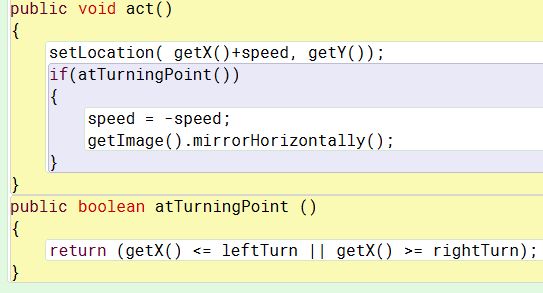 public void act()
{
setLocation( getX()+speed, getY());
if(atTurningPoint())
{
speed = -speed;
getImage().mirrorHorizontally();
}
}
public boolean atTurningPoint ()
{
return (getX() <= leftTurn || getX() >= rightTurn);
}